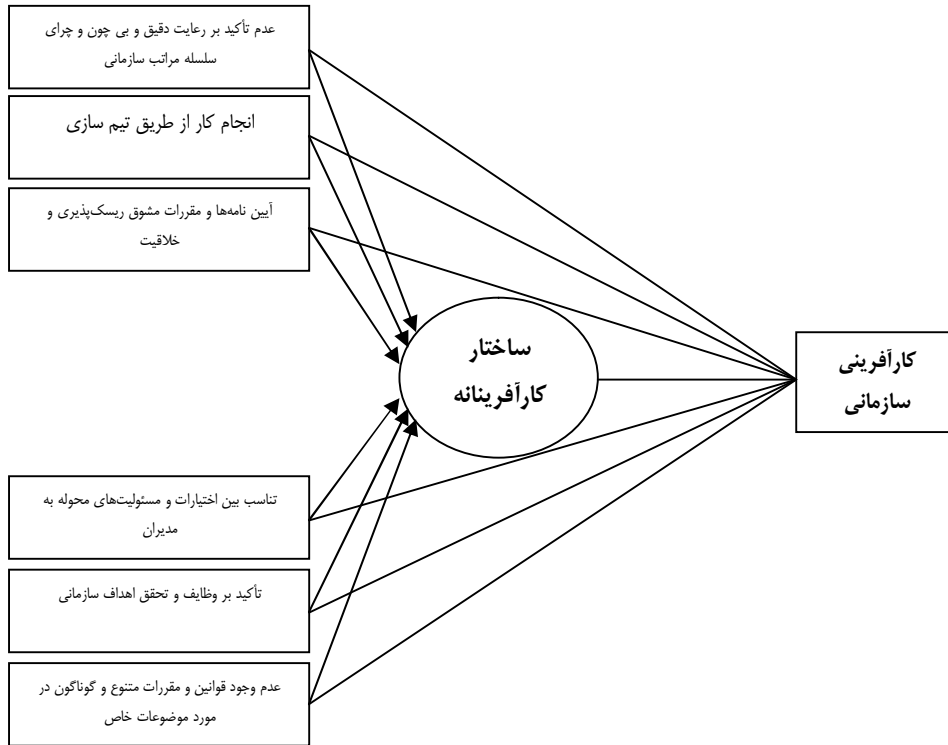 عدم تأکید بر رعایت دقیق و بی چون و چرای
سلسله مراتب سازمانی
انجام کار از طریق تیم سازی
آیین نامه‌ها و مقررات مشوق ریسک‌پذیری و
خلاقیت
ساختار
کارآفرینانه
کارآفرینی
سازمانی
تناسب بین اختیارات و مسئولیت‌های محوله به
مدیران
تأکید بر وظایف و تحقق اهداف سازمانی
عدم وجود قوانین و مقررات متنوع و گوناگون در
مورد موضوعات خاص